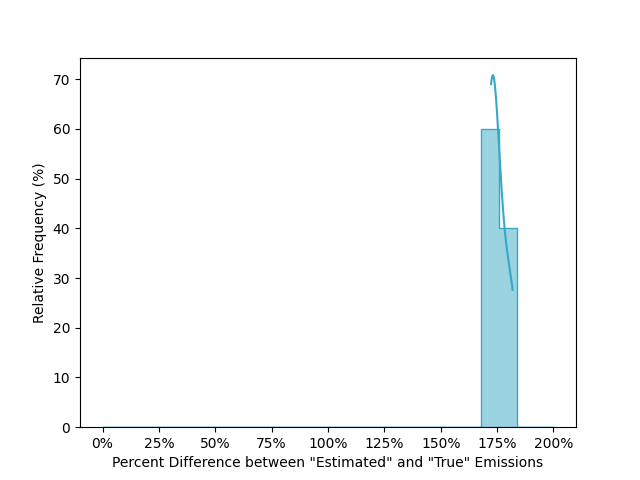 70
60
50
40
30
20
10
0
Relative Frequency (%)
0% 25% 50% 75% 100% 125% 150% 175% 200%
Percent Difference between "Estimated" and "True" Emissions